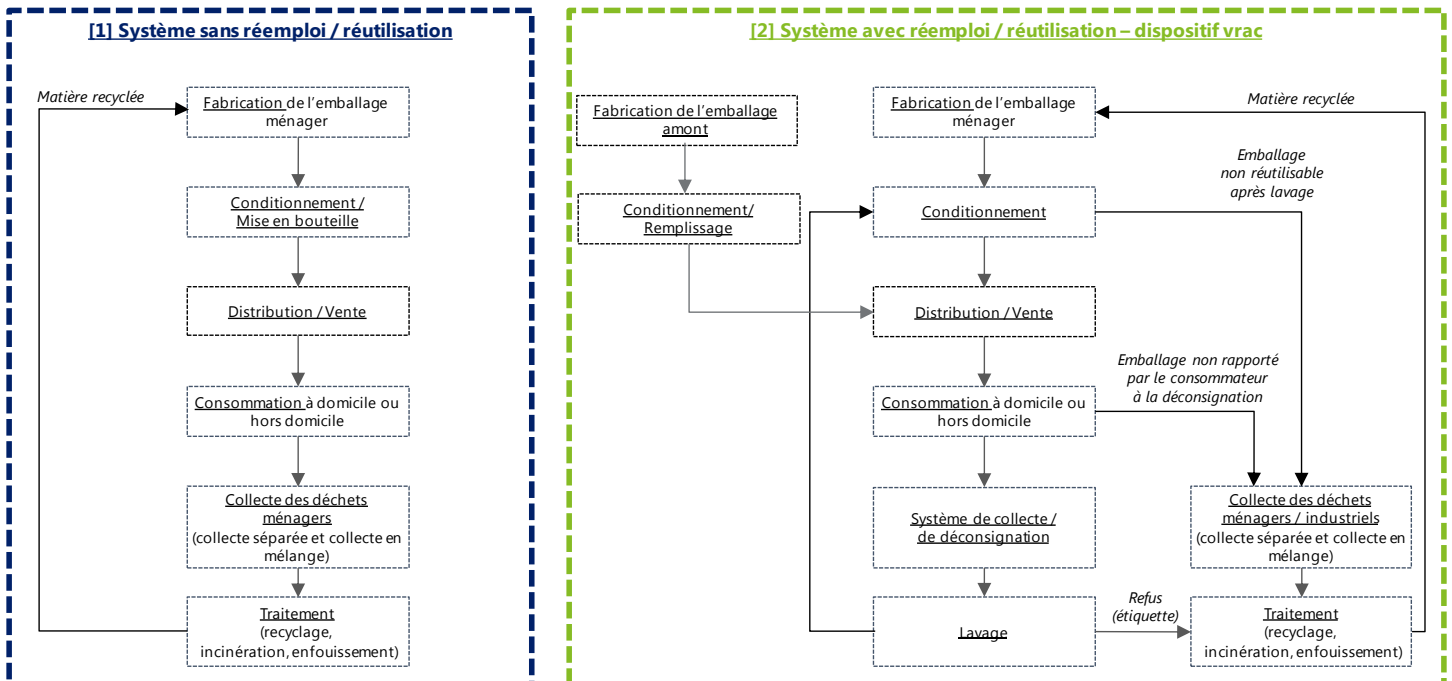 [1] Système sans réemploi / réutilisation
Matière recyclée
Fabrication de l'emballage
ménager
Conditionnement /
Mise en bouteille
Distribution / Vente
Consommation à domicile ou
hors domicile
Collecte des déchets
ménagers
(collecte séparée et collecte en
mélange)
Traitement
(recyclage,
incinération, enfouissement)
[2] Système avec réemploi / réutilisation – dispositif vrac
Fabrication de l'emballage
amont
Conditionnement/
Remplissage
Fabrication de l'emballage
ménager
Matière recyclée
Emballage
non réutilisable
après lavage
Conditionnement
Distribution / Vente
Emballage non rapporté
par le consommateur
à la déconsignation
Consommation à domicile ou
hors domicile
Système de collecte /
de déconsignation
Collecte des déchets
ménagers / industriels
(collecte séparée et collecte en
mélange)
Lavage
Refus
(étiquette)
Traitement
(recyclage,
incinération, enfouissement)